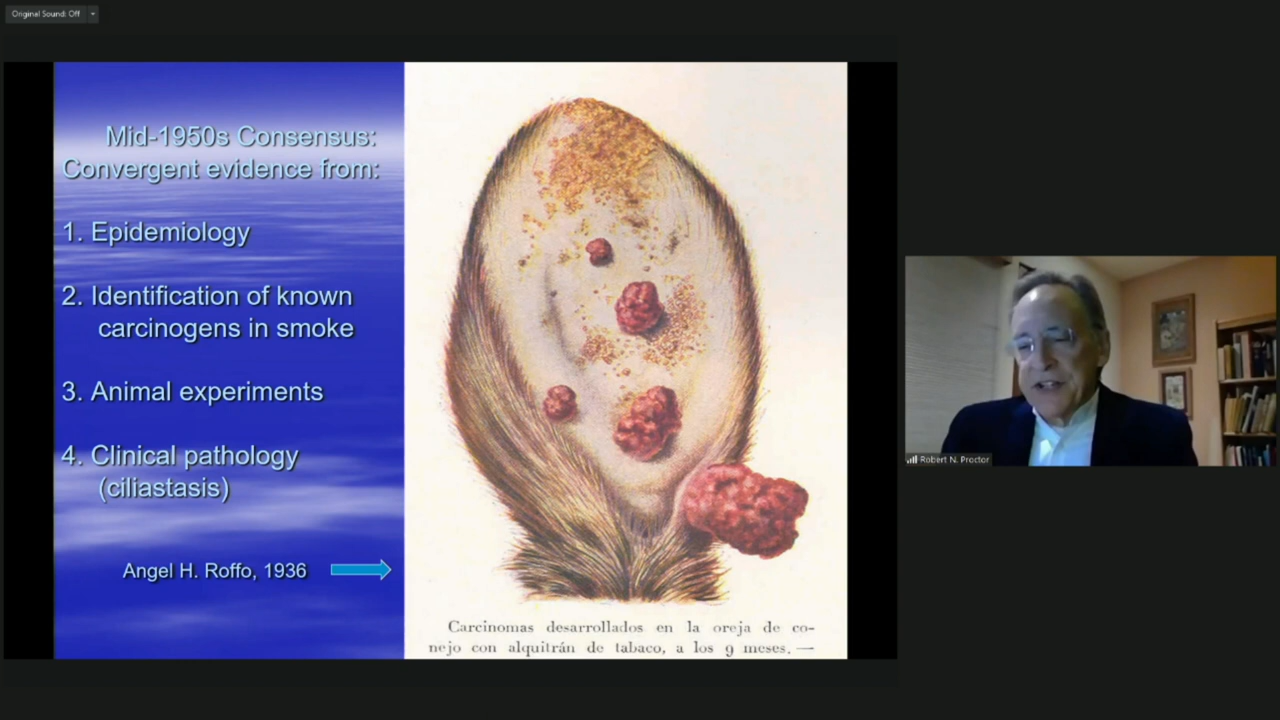 Original Sound: Off
Mid-1950s Consensus:
Convergent evidence from:
1. Epidemiology
2. Identification of known
carcinogens in smoke
3. Animal experiments
4. Clinical pathology
(ciliastasis)
Angel H. Roffo, 1936
Carcinomas desarrollados en la oreja de co-
nejo con alquitrán de tabaco, a los 9 meses. —
Robert N. Proctor